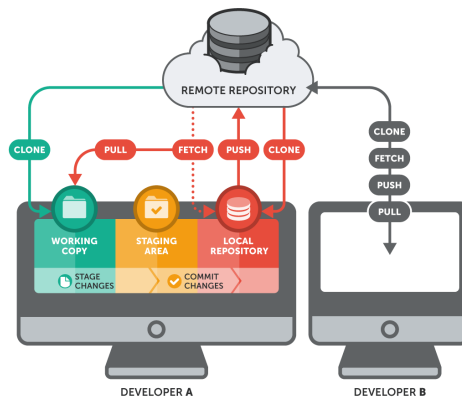 REMOTE REPOSITORY
CLONE
PULL
FETCH
PUSH
CLONE
CLONE
FETCH
PUSH
PULL
WORKING
COPY
STAGING
AREA
LOCAL
REPOSITORY
STAGE
CHANGES
COMMIT
CHANGES
DEVELOPER A
DEVELOPER B